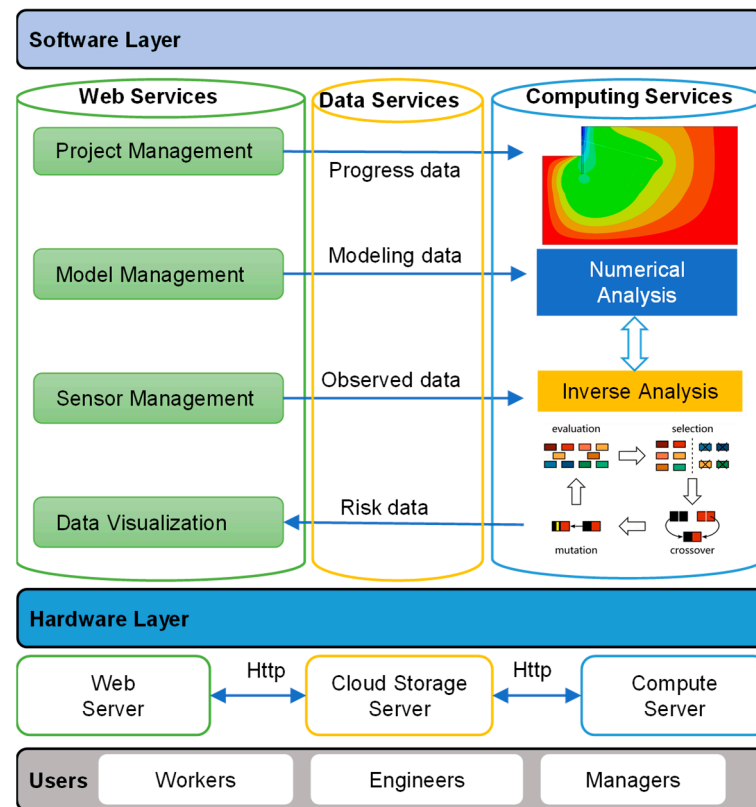 Software Layer
Web Services
Data Services
Computing Services
Project Management
Progress data
Model Management
Modeling data
Numerical
Analysis
Sensor Management
Observed data
Inverse Analysis
evaluation
selection
Data Visualization
Risk data
mutation
crossover
Hardware Layer
Web
Server
Http
Cloud Storage
Server
Http
Compute
Server
Users
Workers
Engineers
Managers